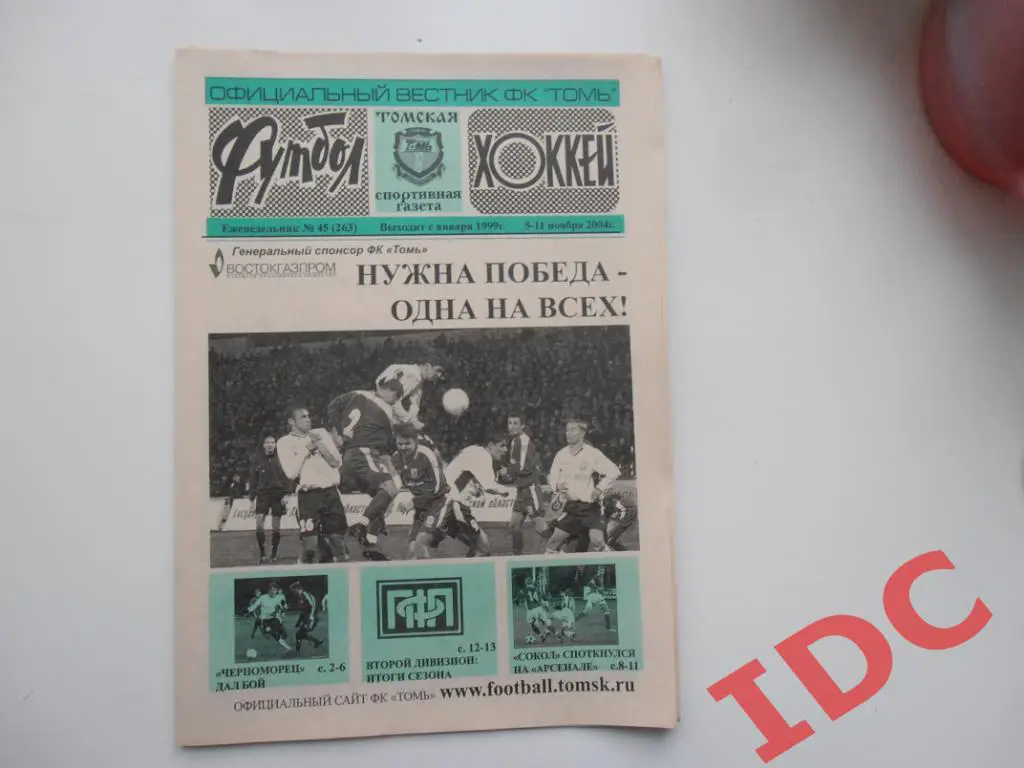 ОФИЦИАЛЬНЫЙ ВЕСТНИК ФК "ТОМЬ"
Футбол
ТОМСКАЯ
ТОМЬ
спортивная
газета
ХОККЕЙ
Еженедельник № 45 (263)
Выходит с января 1999г.
5-11 ноября 2004г.
Генеральный спонсор ФК «Томь»
ВОСТОКГАЗПРОМ
НУЖНА ПОБЕДА -
ОДНА НА ВСЕХ!
«ЧЕРНОМОРЕЦ» с. 2-6
ДАЛ БОЙ
ПФЛ
с. 12-13
ВТОРОЙ ДИВИЗИОН:
ИТОГИ СЕЗОНА
«СОКОЛ» СПОТКНУЛСЯ
НА «АРСЕНАЛЕ» с.8-11
ОФИЦИАЛЬНЫЙ САЙТ ФК «ТОМЬ» www.football.tomsk.ru
IDC